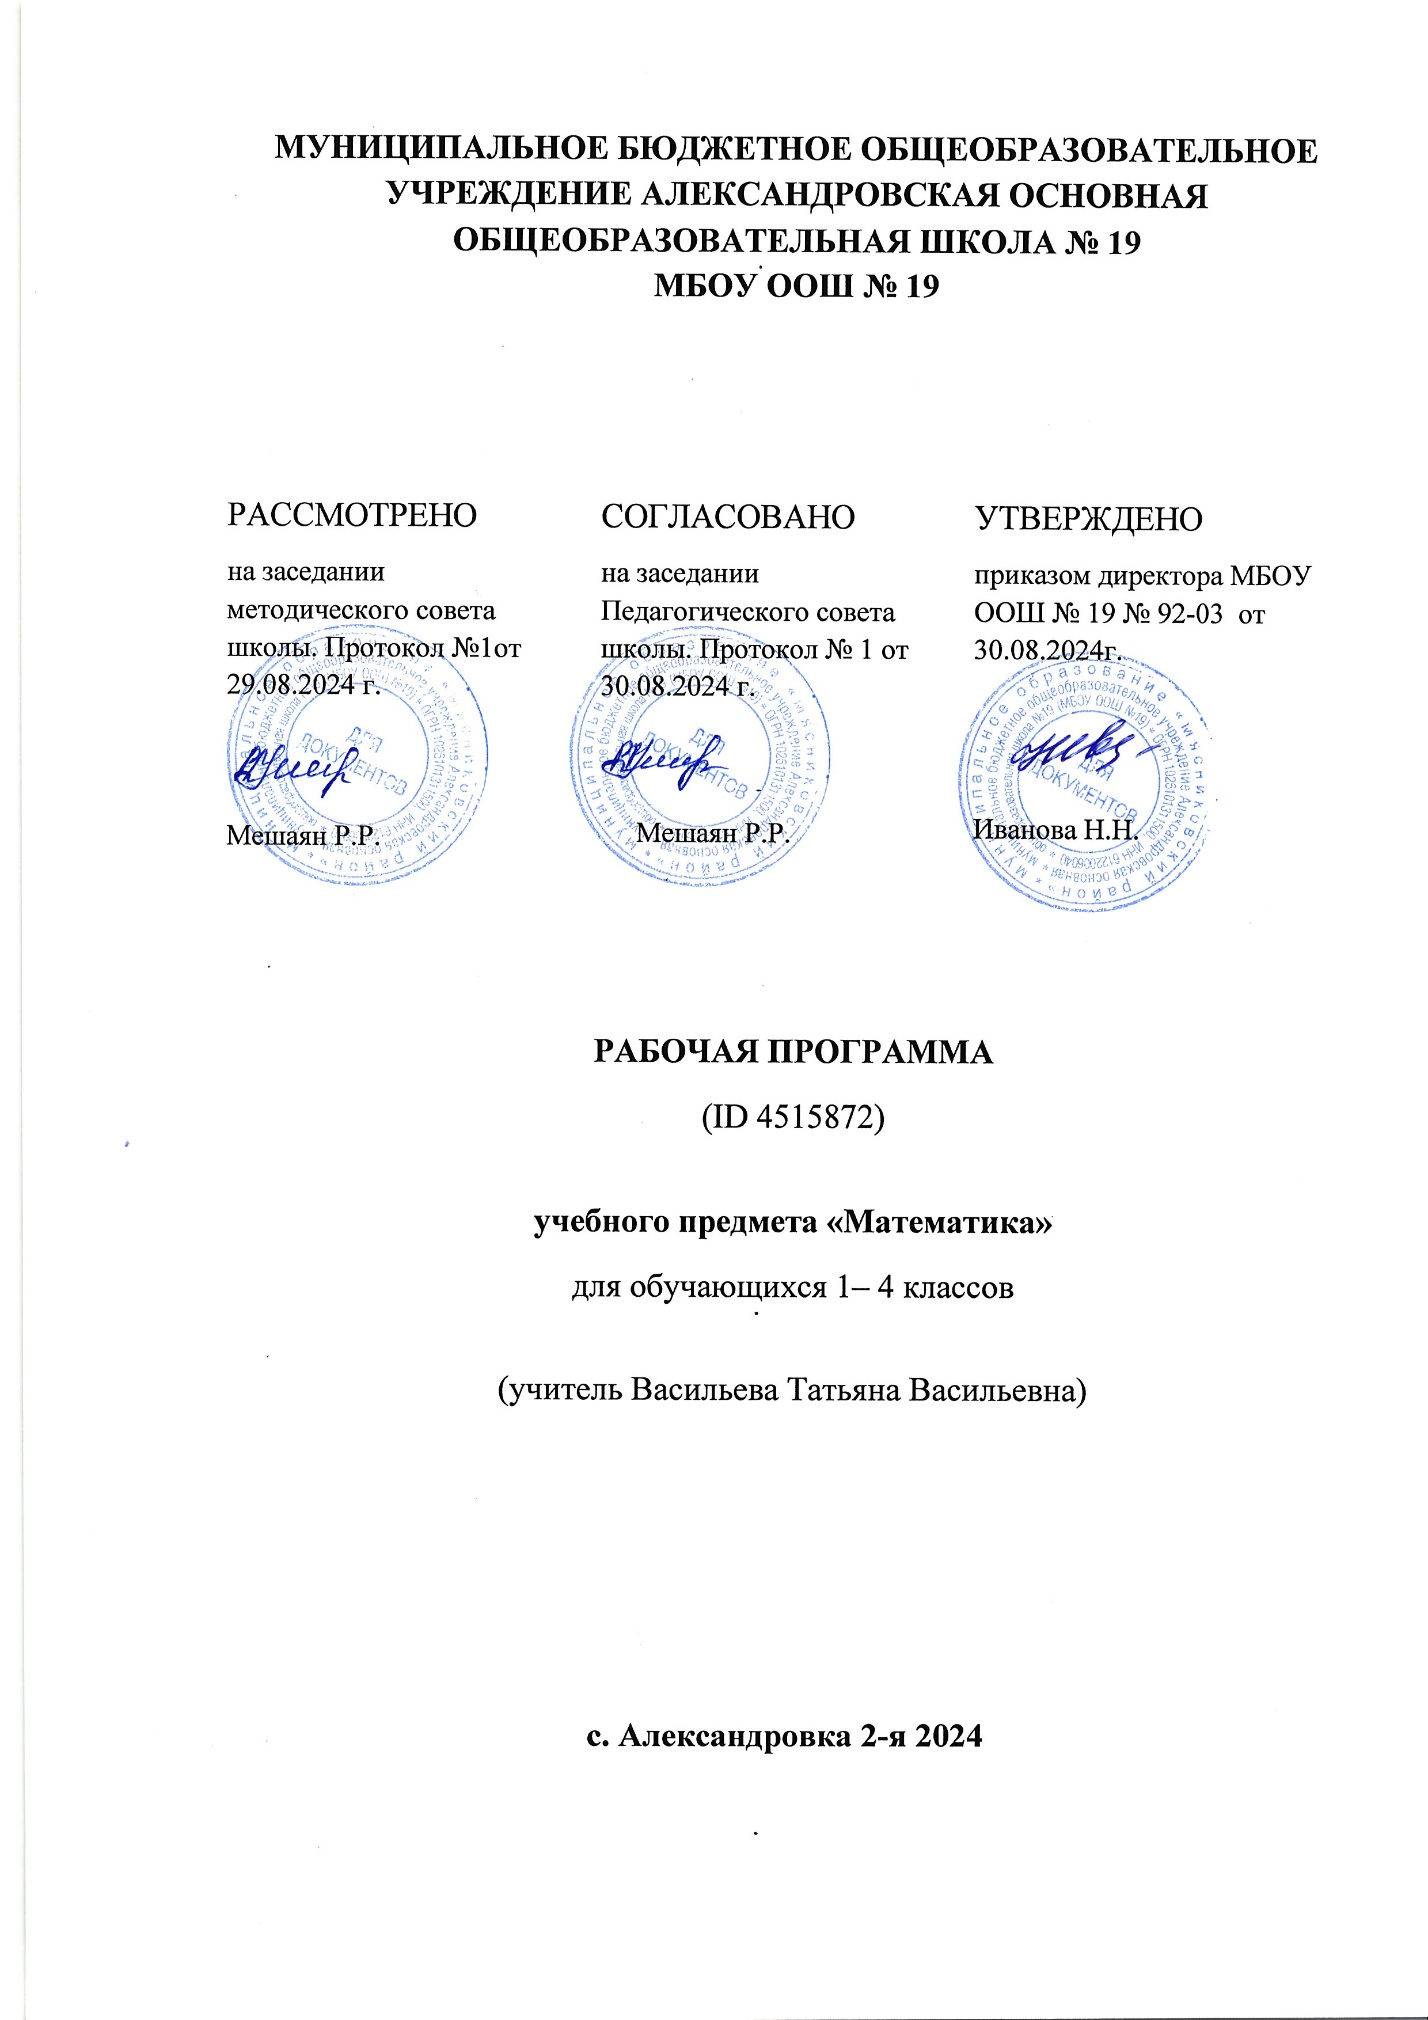 МУНИЦИПАЛЬНОЕ БЮДЖЕТНОЕ ОБЩЕОБРАЗОВАТЕЛЬНОЕ
УЧРЕЖДЕНИЕ АЛЕКСАНДРОВСКАЯ ОСНОВНАЯ
ОБЩЕОБРАЗОВАТЕЛЬНАЯ ШКОЛА № 19
МБОУ ООШ № 19
РАССМОТРЕНО
на заседании
методического совета
школы. Протокол №1от
29.08.2024 г.
ДЛЯ
ДОКУМЕНТОВ
Мешаян Р.Р.
СОГЛАСОВАНО
на заседании
Педагогического совета
школы. Протокол № 1 от
30.08.2024 г.
ДЛЯ
ДОКУМЕНТОВ
Мешаян Р.Р.
УТВЕРЖДЕНО
приказом директора МБОУ
ООШ № 19 № 92-03 от
30.08.2024г.
ДЛЯ
ДОКУМЕНТОВ
Иванова Н.Н.
РАБОЧАЯ ПРОГРАММА
(ID 4515872)
учебного предмета «Математика»
для обучающихся 1– 4 классов
(учитель Васильева Татьяна Васильевна)
с. Александровка 2-я 2024